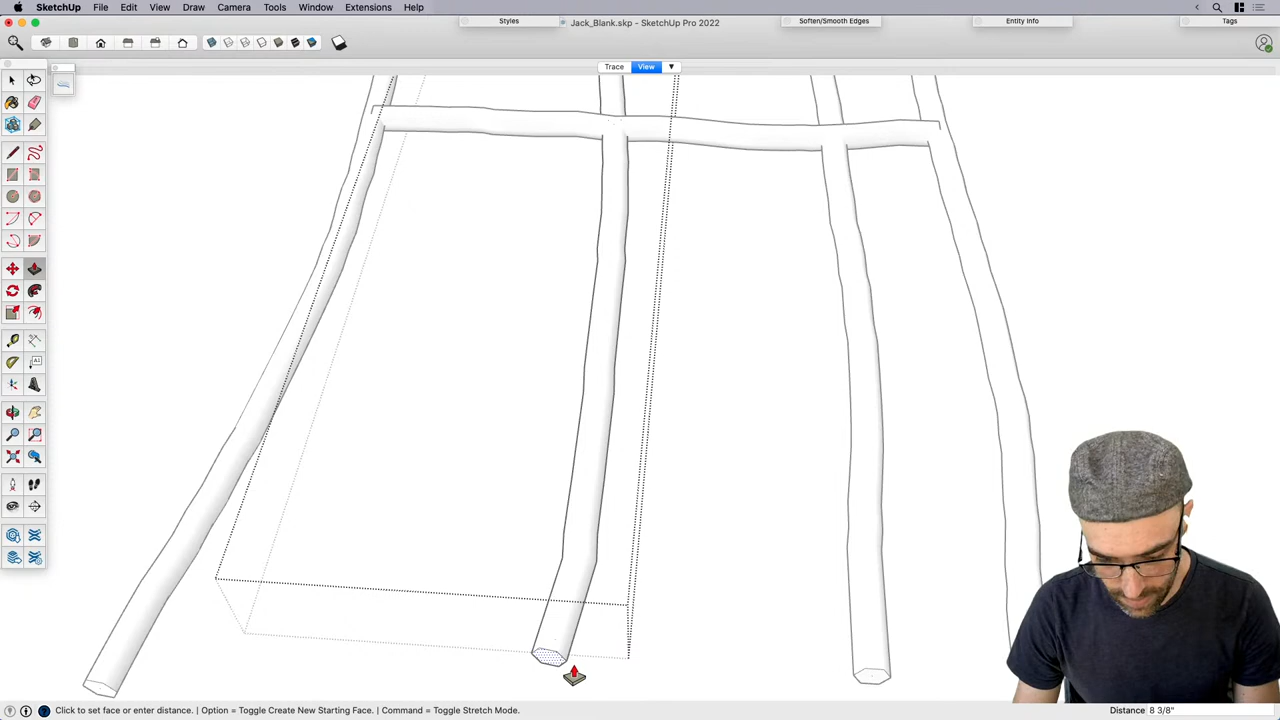 SketchUp File Edit View Draw Camera Tools Window Extensions Help
Styles
Jack_Blank.skp - SketchUp Pro 2022
Soften/Smooth Edges
Entity Info
Tags
Trace View ▼
Click to set face or enter distance. | Option = Toggle Create New Starting Face. | Command = Toggle Stretch Mode.
Distance 8 3/8"